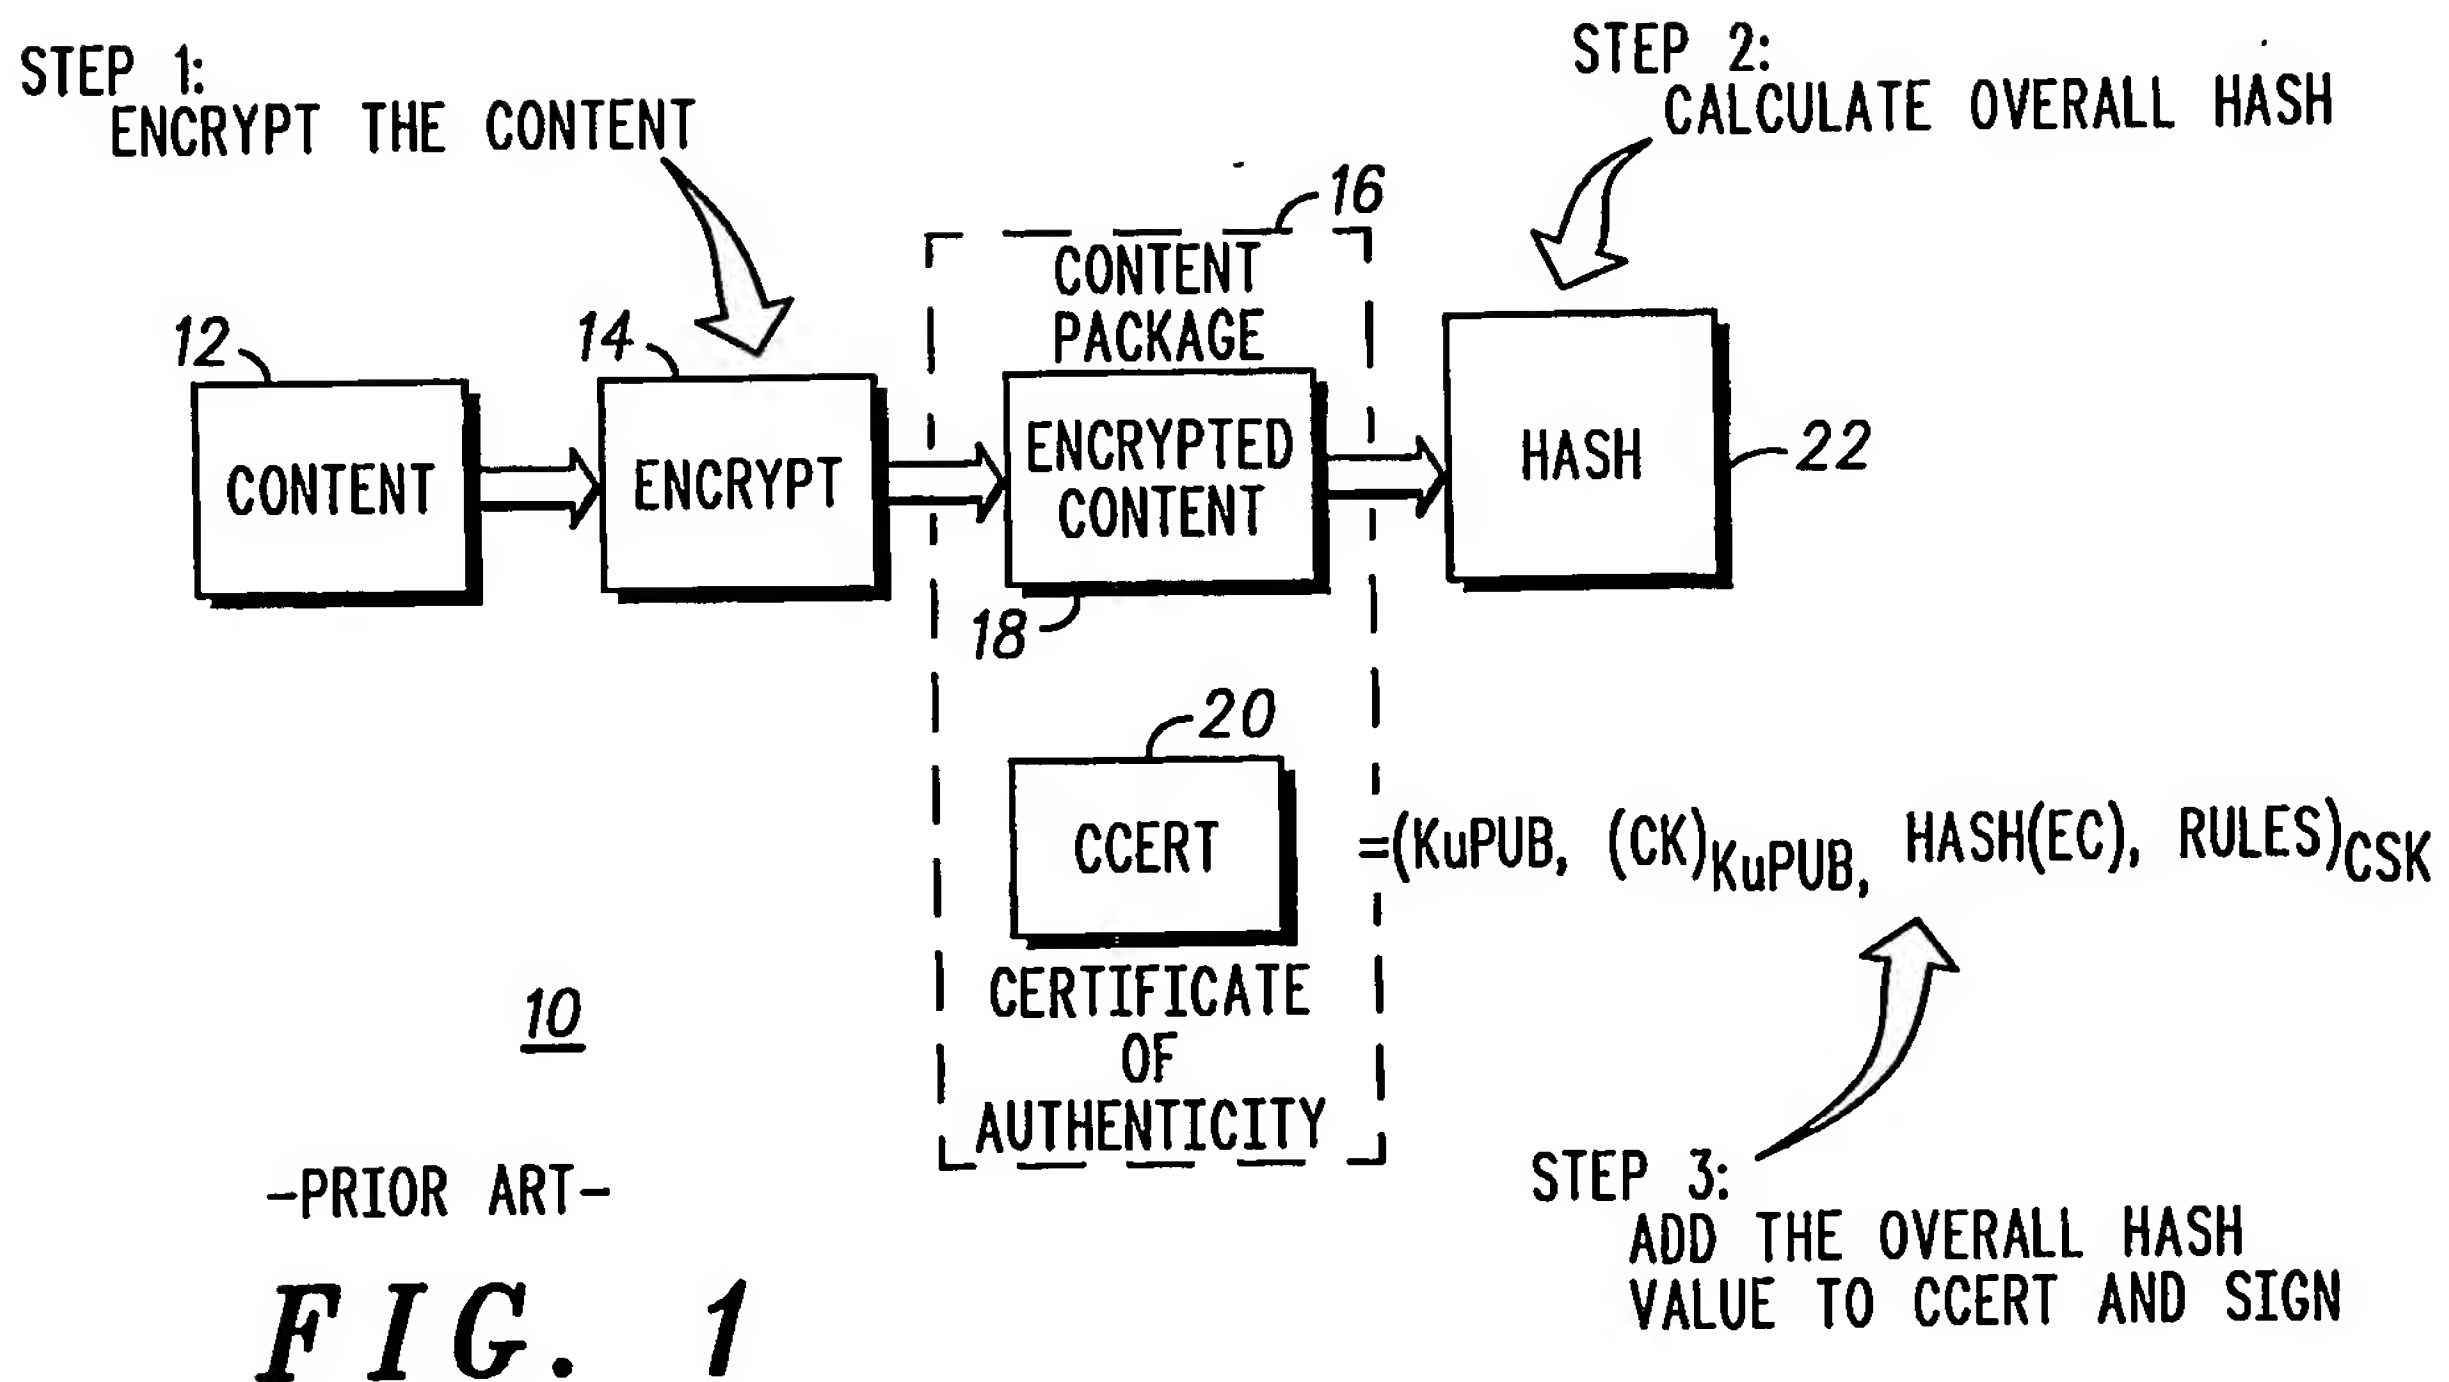 STEP 1:
ENCRYPT THE CONTENT
STEP 2:
CALCULATE OVERALL HASH
16
CONTENT
PACKAGE
12
14
CONTENT
ENCRYPT
ENCRYPTED
CONTENT
HASH
22
18
20
CCERT
=(KuPUB, (CK)KuPUB, HASH(EC), RULES)CSK
CERTIFICATE
OF
AUTHENTICITY
10
STEP 3:
ADD THE OVERALL HASH
VALUE TO CCERT AND SIGN
-PRIOR ART-
FIG. 1